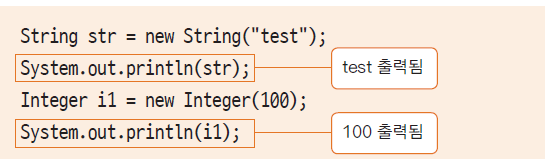 String str = new String("test");
System.out.println(str);
test 출력됨
Integer i1 = new Integer(100);
System.out.println(i1);
100 출력됨